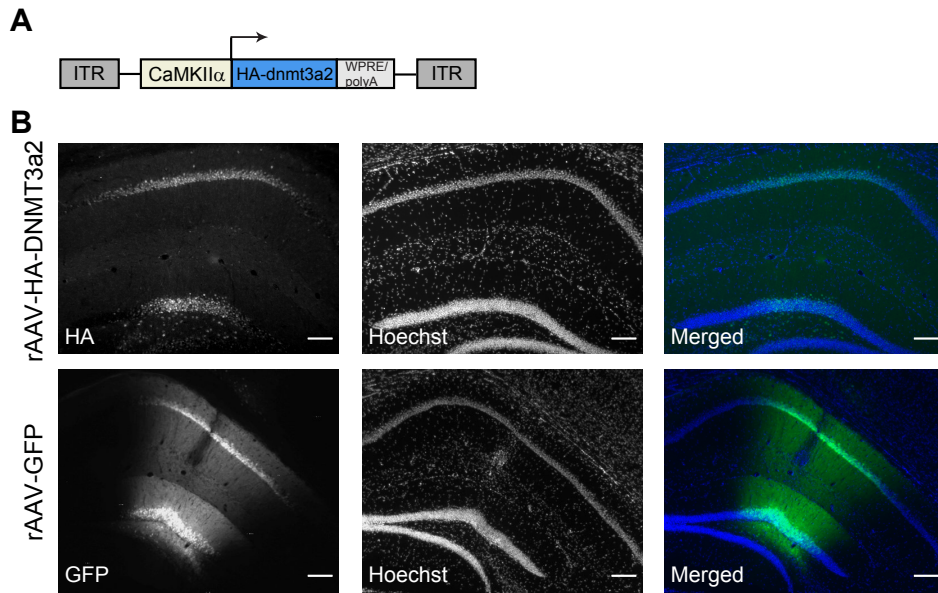 A
ITR
CaMKIIα
HA-dnmt3a2
WPRE/
polyA
ITR
B
rAAV-HA-DNMT3a2
HA
Hoechst
Merged
rAAV-GFP
GFP
Hoechst
Merged